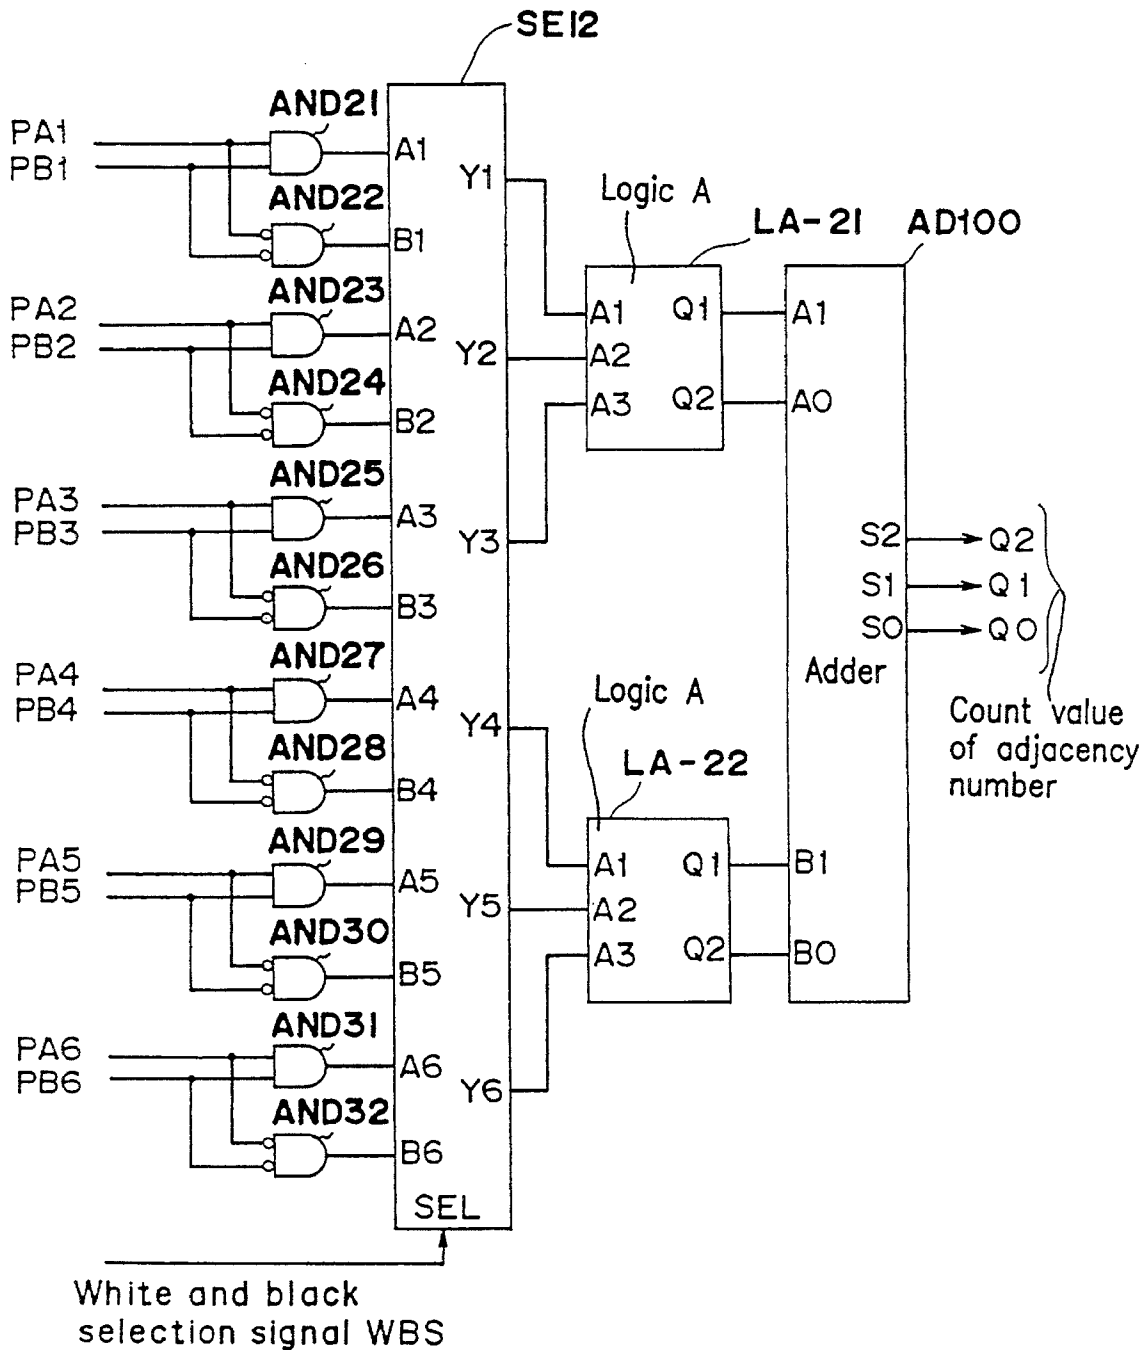 SE12
AND21
PA1
PB1
A1
Y1
AND22
B1
Logic A
LA-21
AD100
AND23
PA2
PB2
A2
Y2
A1
Q1
A1
A2
AND24
B2
A3
Q2
A0
AND25
PA3
PB3
A3
Y3
S2
Q2
AND26
B3
S1
Q1
S0
Q0
AND27
PA4
PB4
A4
Y4
Logic A
Adder
Count value
of adjacency
number
AND28
B4
LA-22
AND29
PA5
PB5
A5
Y5
A1
Q1
B1
A2
AND30
B5
A3
Q2
B0
AND31
PA6
PB6
A6
Y6
AND32
B6
SEL
White and black
selection signal WBS